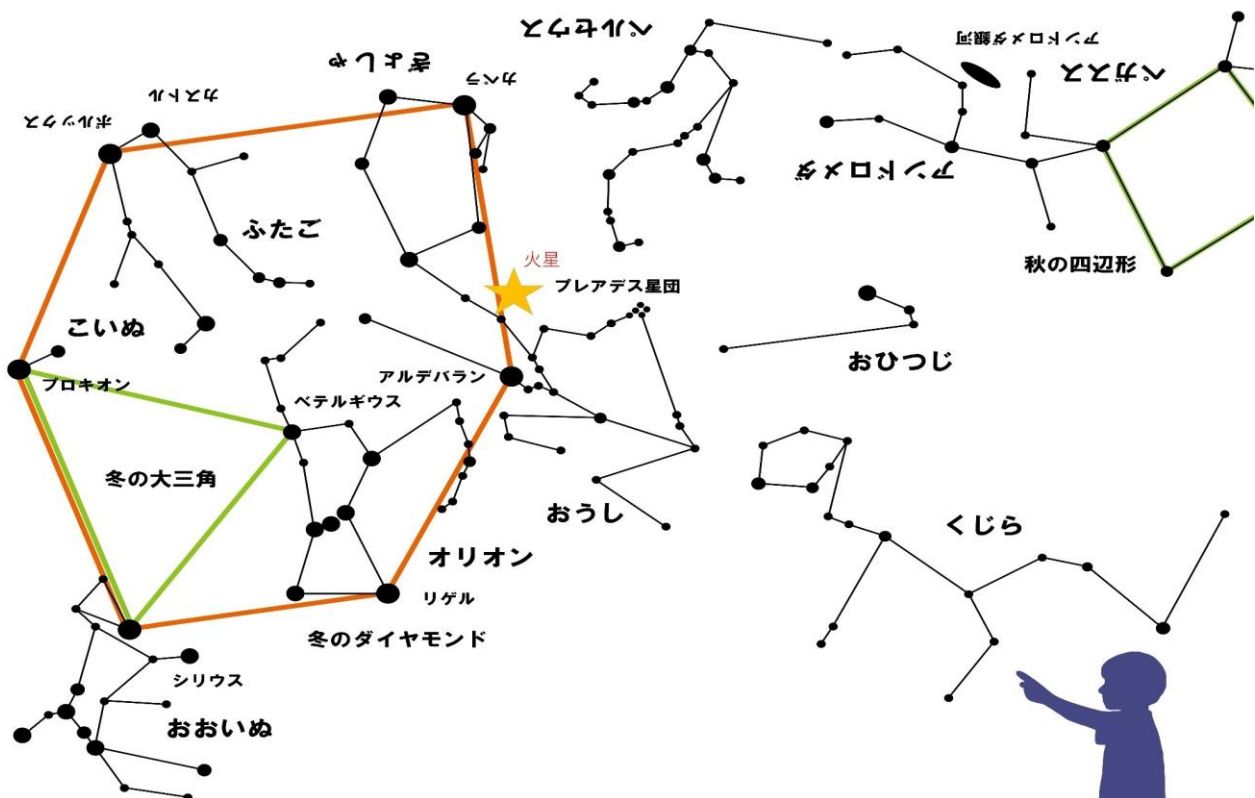 ペルセウス
アンドロメダ銀河
ペガスス
ぎょしゃ
カペラ
カストル
ポルックス
アンドロメダ
ふたご
火星
プレアデス星団
秋の四辺形
こいぬ
プロキオン
アルデバラン
おひつじ
ベテルギウス
冬の大三角
おうし
くじら
オリオン
リゲル
冬のダイヤモンド
シリウス
おおいぬ